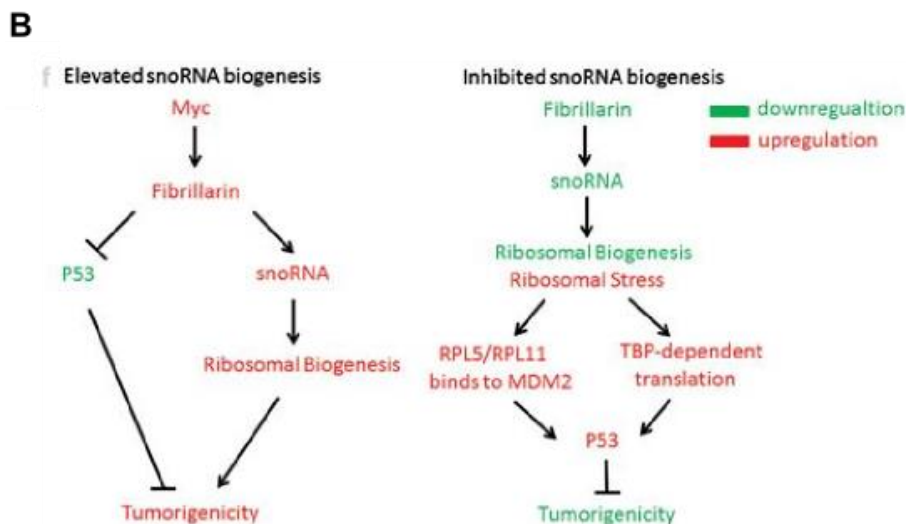 B
f Elevated snoRNA biogenesis
Myc
Fibrillarin
P53
snoRNA
Ribosomal Biogenesis
Tumorigenicity
Inhibited snoRNA biogenesis
Fibrillarin
snoRNA
Ribosomal Biogenesis
Ribosomal Stress
RPL5/RPL11
binds to MDM2
TBP-dependent
translation
P53
Tumorigenicity
downregualtion
upregulation